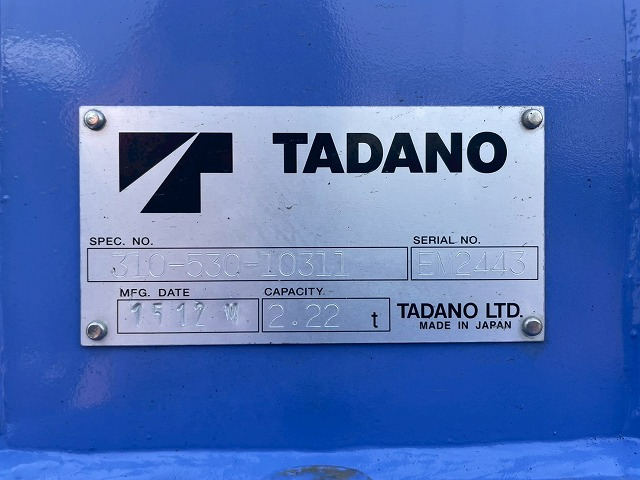 TADANO
SPEC. NO. SERIAL NO.
310-530-10311 EV2443
MFG. DATE CAPACITY
1512 2.22 t TADANO LTD.
MADE IN JAPAN